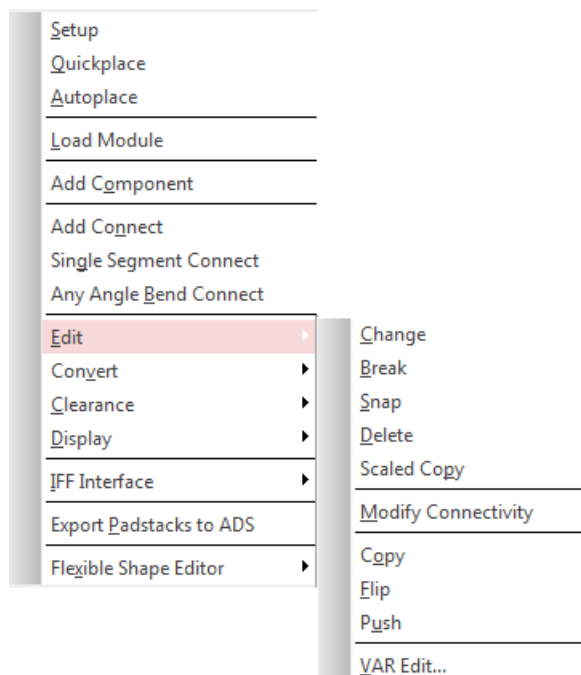 Setup
Quickplace
Autoplace
Load Module
Add Component
Add Connect
Single Segment Connect
Any Angle Bend Connect
Edit
Convert
Clearance
Display
IFF Interface
Export Padstacks to ADS
Flexible Shape Editor
Change
Break
Snap
Delete
Scaled Copy
Modify Connectivity
Copy
Flip
Push
VAR Edit...